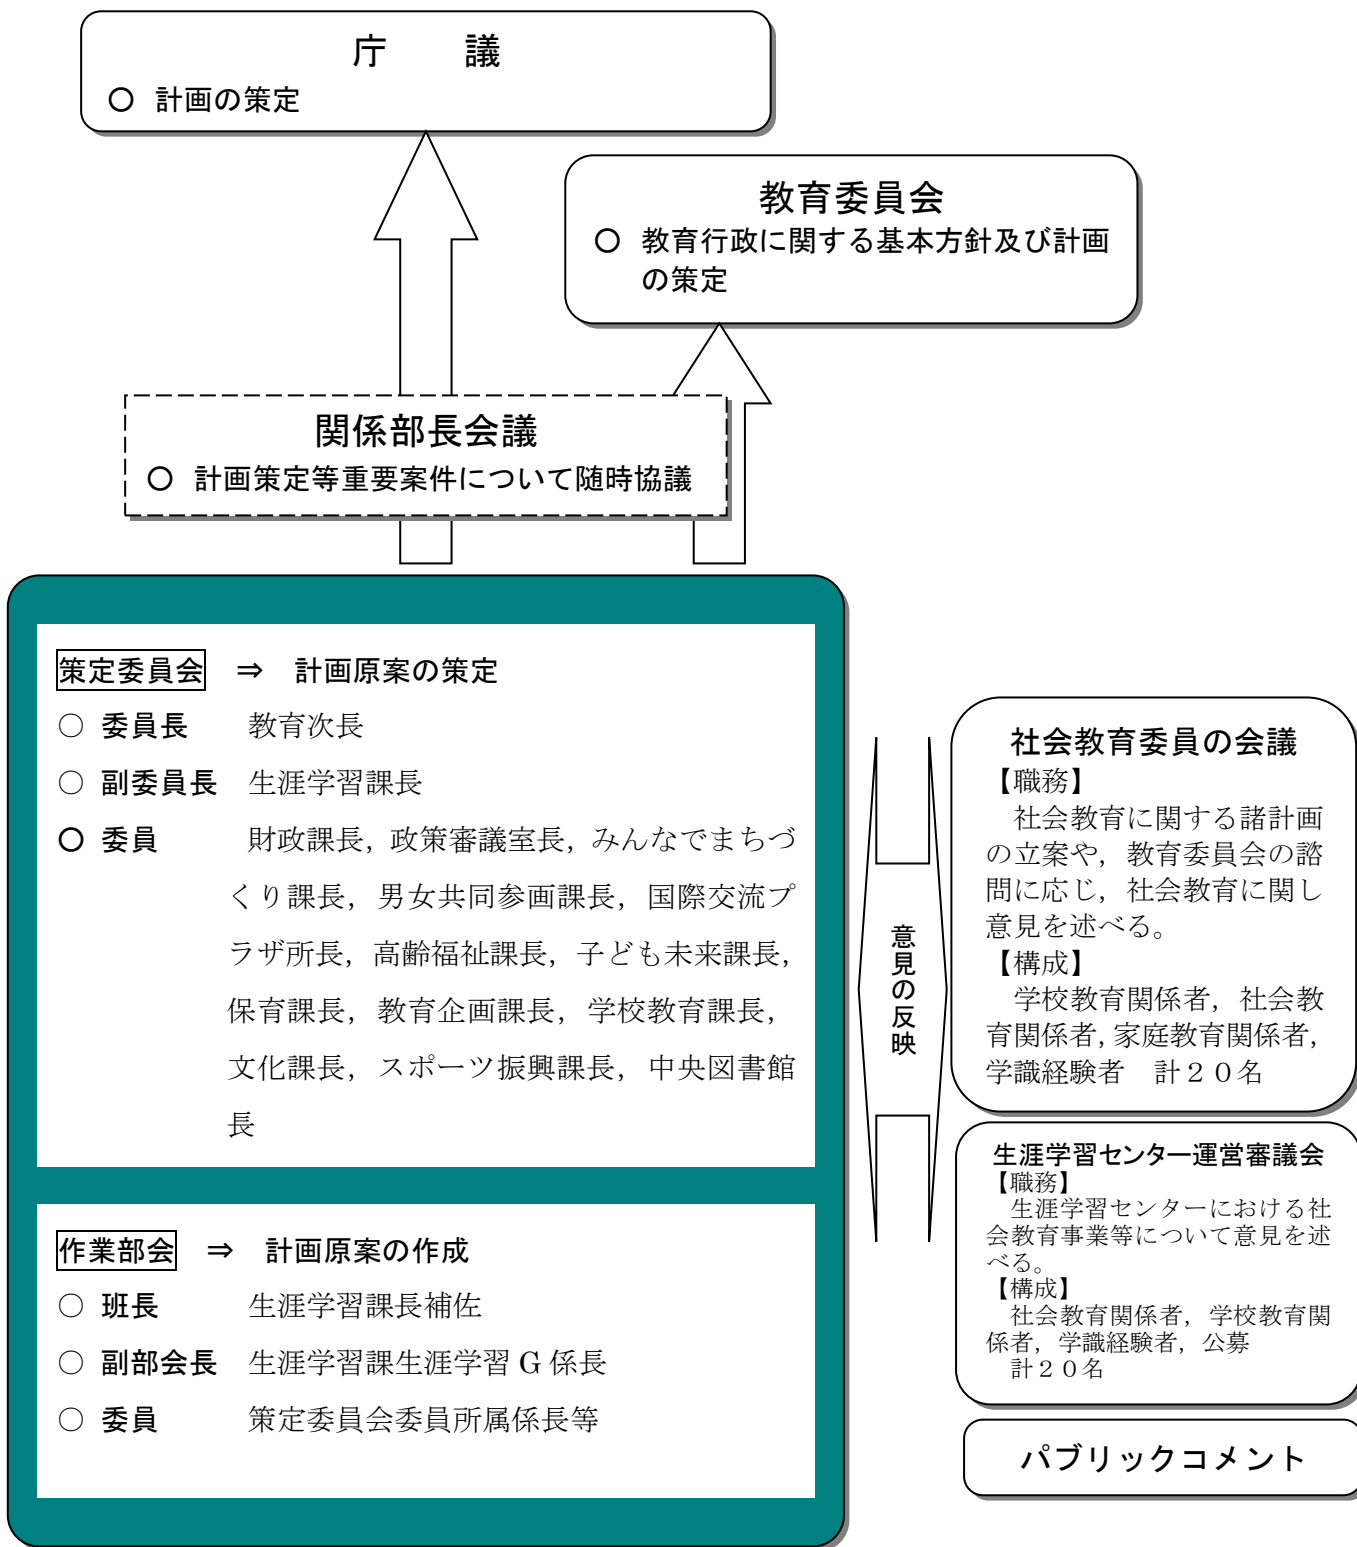 庁　議
○ 計画の策定
教育委員会
○ 教育行政に関する基本方針及び計画
の策定
関係部長会議
○ 計画策定等重要案件について随時協議
策定委員会 ⇒ 計画原案の策定
○ 委員長 教育次長
○ 副委員長 生涯学習課長
○ 委員 財政課長，政策審議室長，みんなでまちづ
くり課長，男女共同参画課長，国際交流プ
ラザ所長，高齢福祉課長，子ども未来課長，
保育課長，教育企画課長，学校教育課長，
文化課長，スポーツ振興課長，中央図書館
長
作業部会 ⇒ 計画原案の作成
○ 班長 生涯学習課長補佐
○ 副部会長 生涯学習課生涯学習 G 係長
○ 委員 策定委員会委員所属係長等
意見の反映
社会教育委員の会議
【職務】
社会教育に関する諸計画
の立案や，教育委員会の諮
問に応じ，社会教育に関し
意見を述べる。
【構成】
学校教育関係者，社会教
育関係者，家庭教育関係者，
学識経験者　計２０名
生涯学習センター運営審議会
【職務】
生涯学習センターにおける社
会教育事業等について意見を述
べる。
【構成】
社会教育関係者，学校教育関
係者，学識経験者，公募
計２０名
パブリックコメント